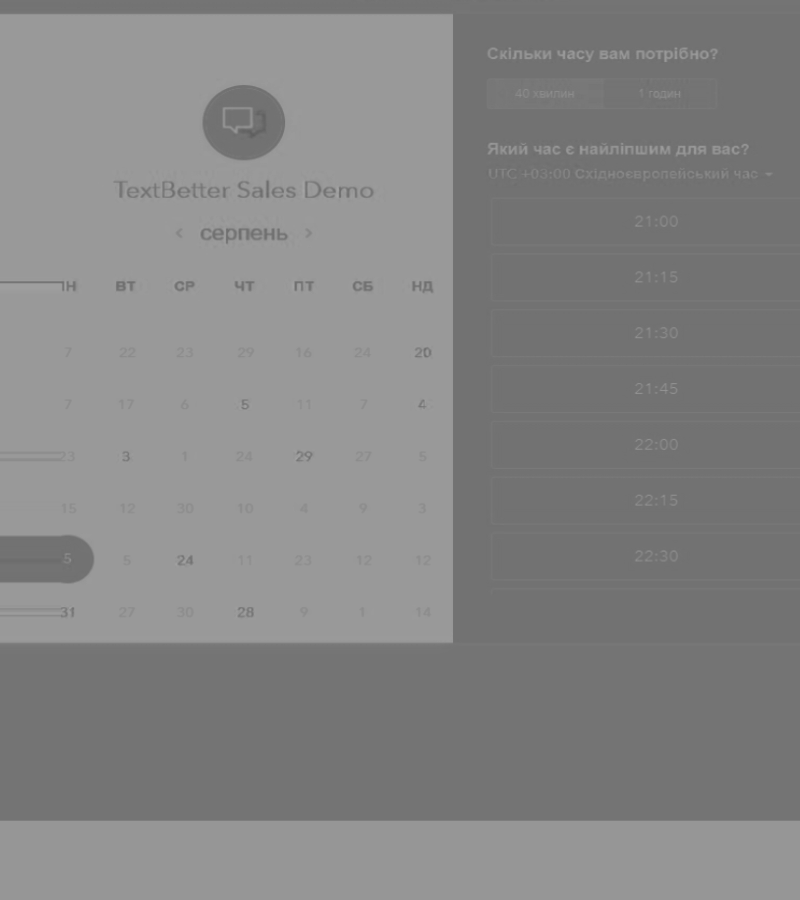 TextBetter Sales Demo
‹ серпень ›
ІН ВТ СР ЧТ ПТ СБ НД
7 22 23 29 16 24 20
7 17 6 5 11 7 4
23 3 1 24 29 27 5
15 12 30 10 4 9 3
5 5 24 11 23 12 12
31 27 30 28 9 1 14
Скільки часу вам потрібно?
40 хвилин 1 годин
Який час є найліпшим для вас?
UTC +03:00 Східноєвропейський час
21:00
21:15
21:30
21:45
22:00
22:15
22:30